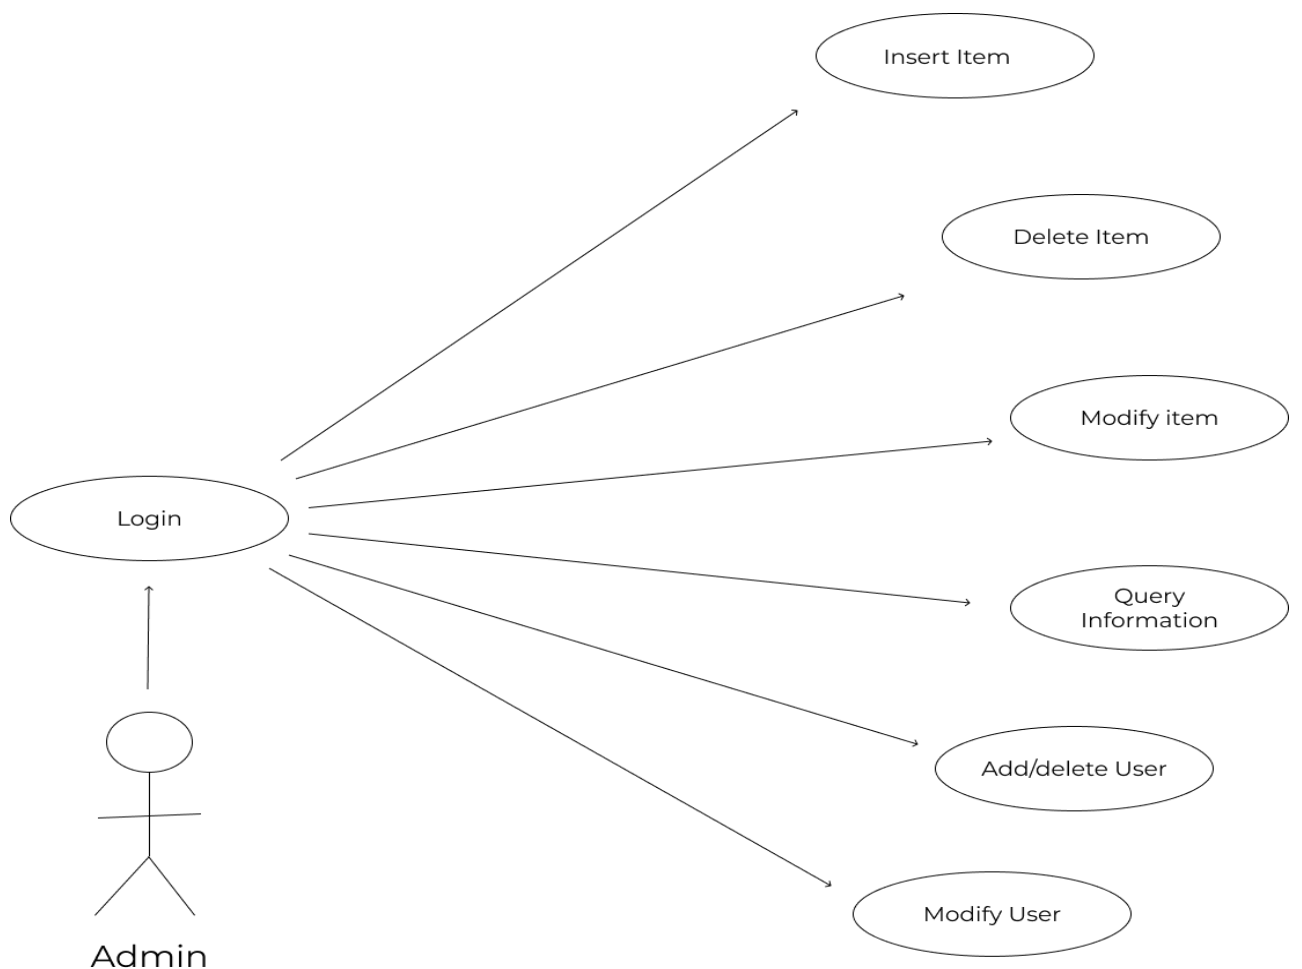 Insert Item
Delete Item
Modify item
Login
Query
Information
Add/delete User
Modify User
Admin